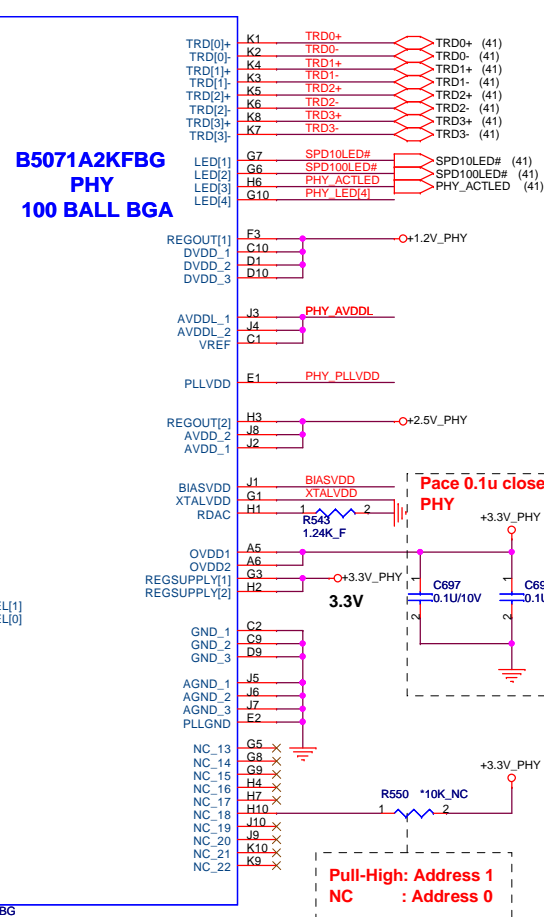 TRD[0]+ K1 TRD0+ TRD0+ (41)
TRD[0]- K2 TRD0- TRD0- (41)
TRD[1]+ K4 TRD1+ TRD1+ (41)
TRD[1]- K3 TRD1- TRD1- (41)
TRD[2]+ K5 TRD2+ TRD2+ (41)
TRD[2]- K6 TRD2- TRD2- (41)
TRD[3]+ K8 TRD3+ TRD3+ (41)
TRD[3]- K7 TRD3- TRD3- (41)
B5071A2KFBG
PHY
100 BALL BGA
LED[1] G7 SPD10LED# SPD10LED# (41)
LED[2] G6 SPD100LED# SPD100LED# (41)
LED[3] H6 PHY_ACTLED PHY_ACTLED (41)
LED[4] G10 PHY_LED[4]
REGOUT[1] F3 +1.2V_PHY
DVDD_1 C10
DVDD_2 D1
DVDD_3 D10
AVDDL_1 J3 PHY_AVDDL
AVDDL_2 J4
VREF C1
PLLVDD E1 PHY_PLLVDD
REGOUT[2] H3 +2.5V_PHY
AVDD_2 J8
AVDD_1 J2
BIASVDD J1 BIASVDD
XTALVDD G1 XTALVDD
RDAC H1 1 2
R543
1.24K_F
Pace 0.1u close
PHY
+3.3V_PHY
OVDD1 A5
OVDD2 A6
REGSUPPLY[1] G3 +3.3V_PHY
REGSUPPLY[2] H2
3.3V
1 C697
.0.1U/10V
2
1 C69
.0.1U
2
EL[1]
EL[0]
GND_1 C2
GND_2 C9
GND_3 D9
AGND_1 J5
AGND_2 J6
AGND_3 J7
PLLGND E2
NC_13 G5
NC_14 G8
NC_15 G9
NC_16 H4
NC_17 H7
NC_18 H10
NC_19 J10
NC_20 J9
NC_21 K10
NC_22 K9
+3.3V_PHY
R550 *10K_NC
1 2
Pull-High: Address 1
NC : Address 0
BG